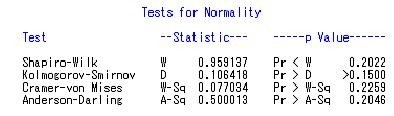 Tests for Normality
Test --Statistic--- -----p Value------
Shapiro-Wilk W 0.959137 Pr < W 0.2022
Kolmogorov-Smirnov D 0.106418 Pr > D >0.1500
Cramer-von Mises W-Sq 0.077034 Pr > W-Sq 0.2259
Anderson-Darling A-Sq 0.500013 Pr > A-Sq 0.2046